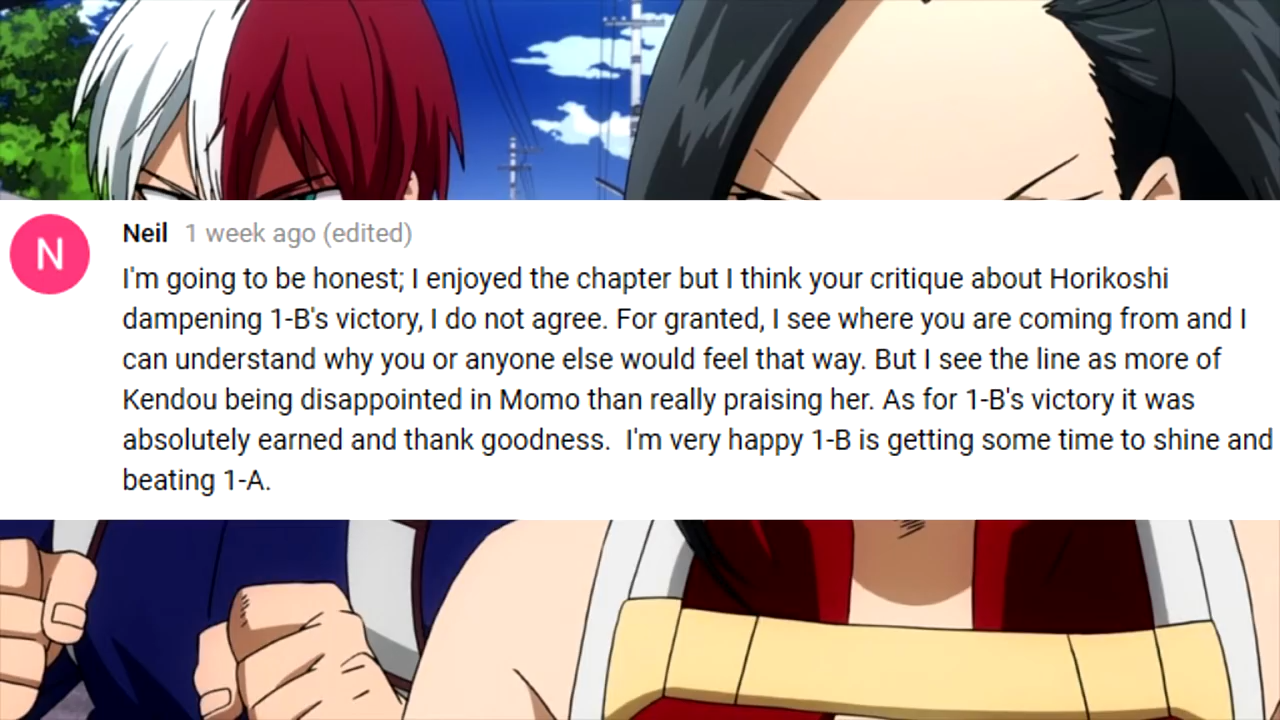 N
Neil 1 week ago (edited)
I'm going to be honest; I enjoyed the chapter but I think your critique about Horikoshi
dampening 1-B's victory, I do not agree. For granted, I see where you are coming from and I
can understand why you or anyone else would feel that way. But I see the line as more of
Kendou being disappointed in Momo than really praising her. As for 1-B's victory it was
absolutely earned and thank goodness.  I'm very happy 1-B is getting some time to shine and
beating 1-A.